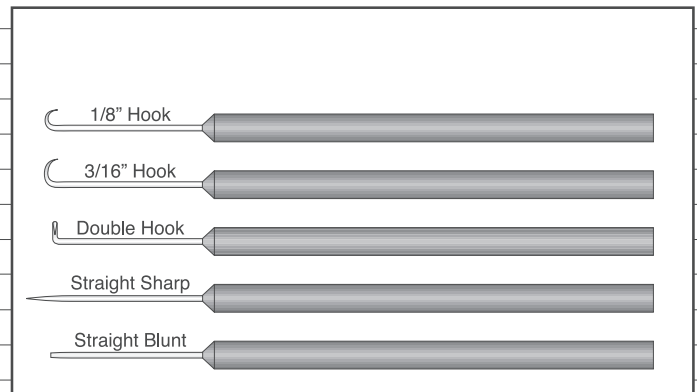 1/8” Hook
3/16” Hook
Double Hook
Straight Sharp
Straight Blunt